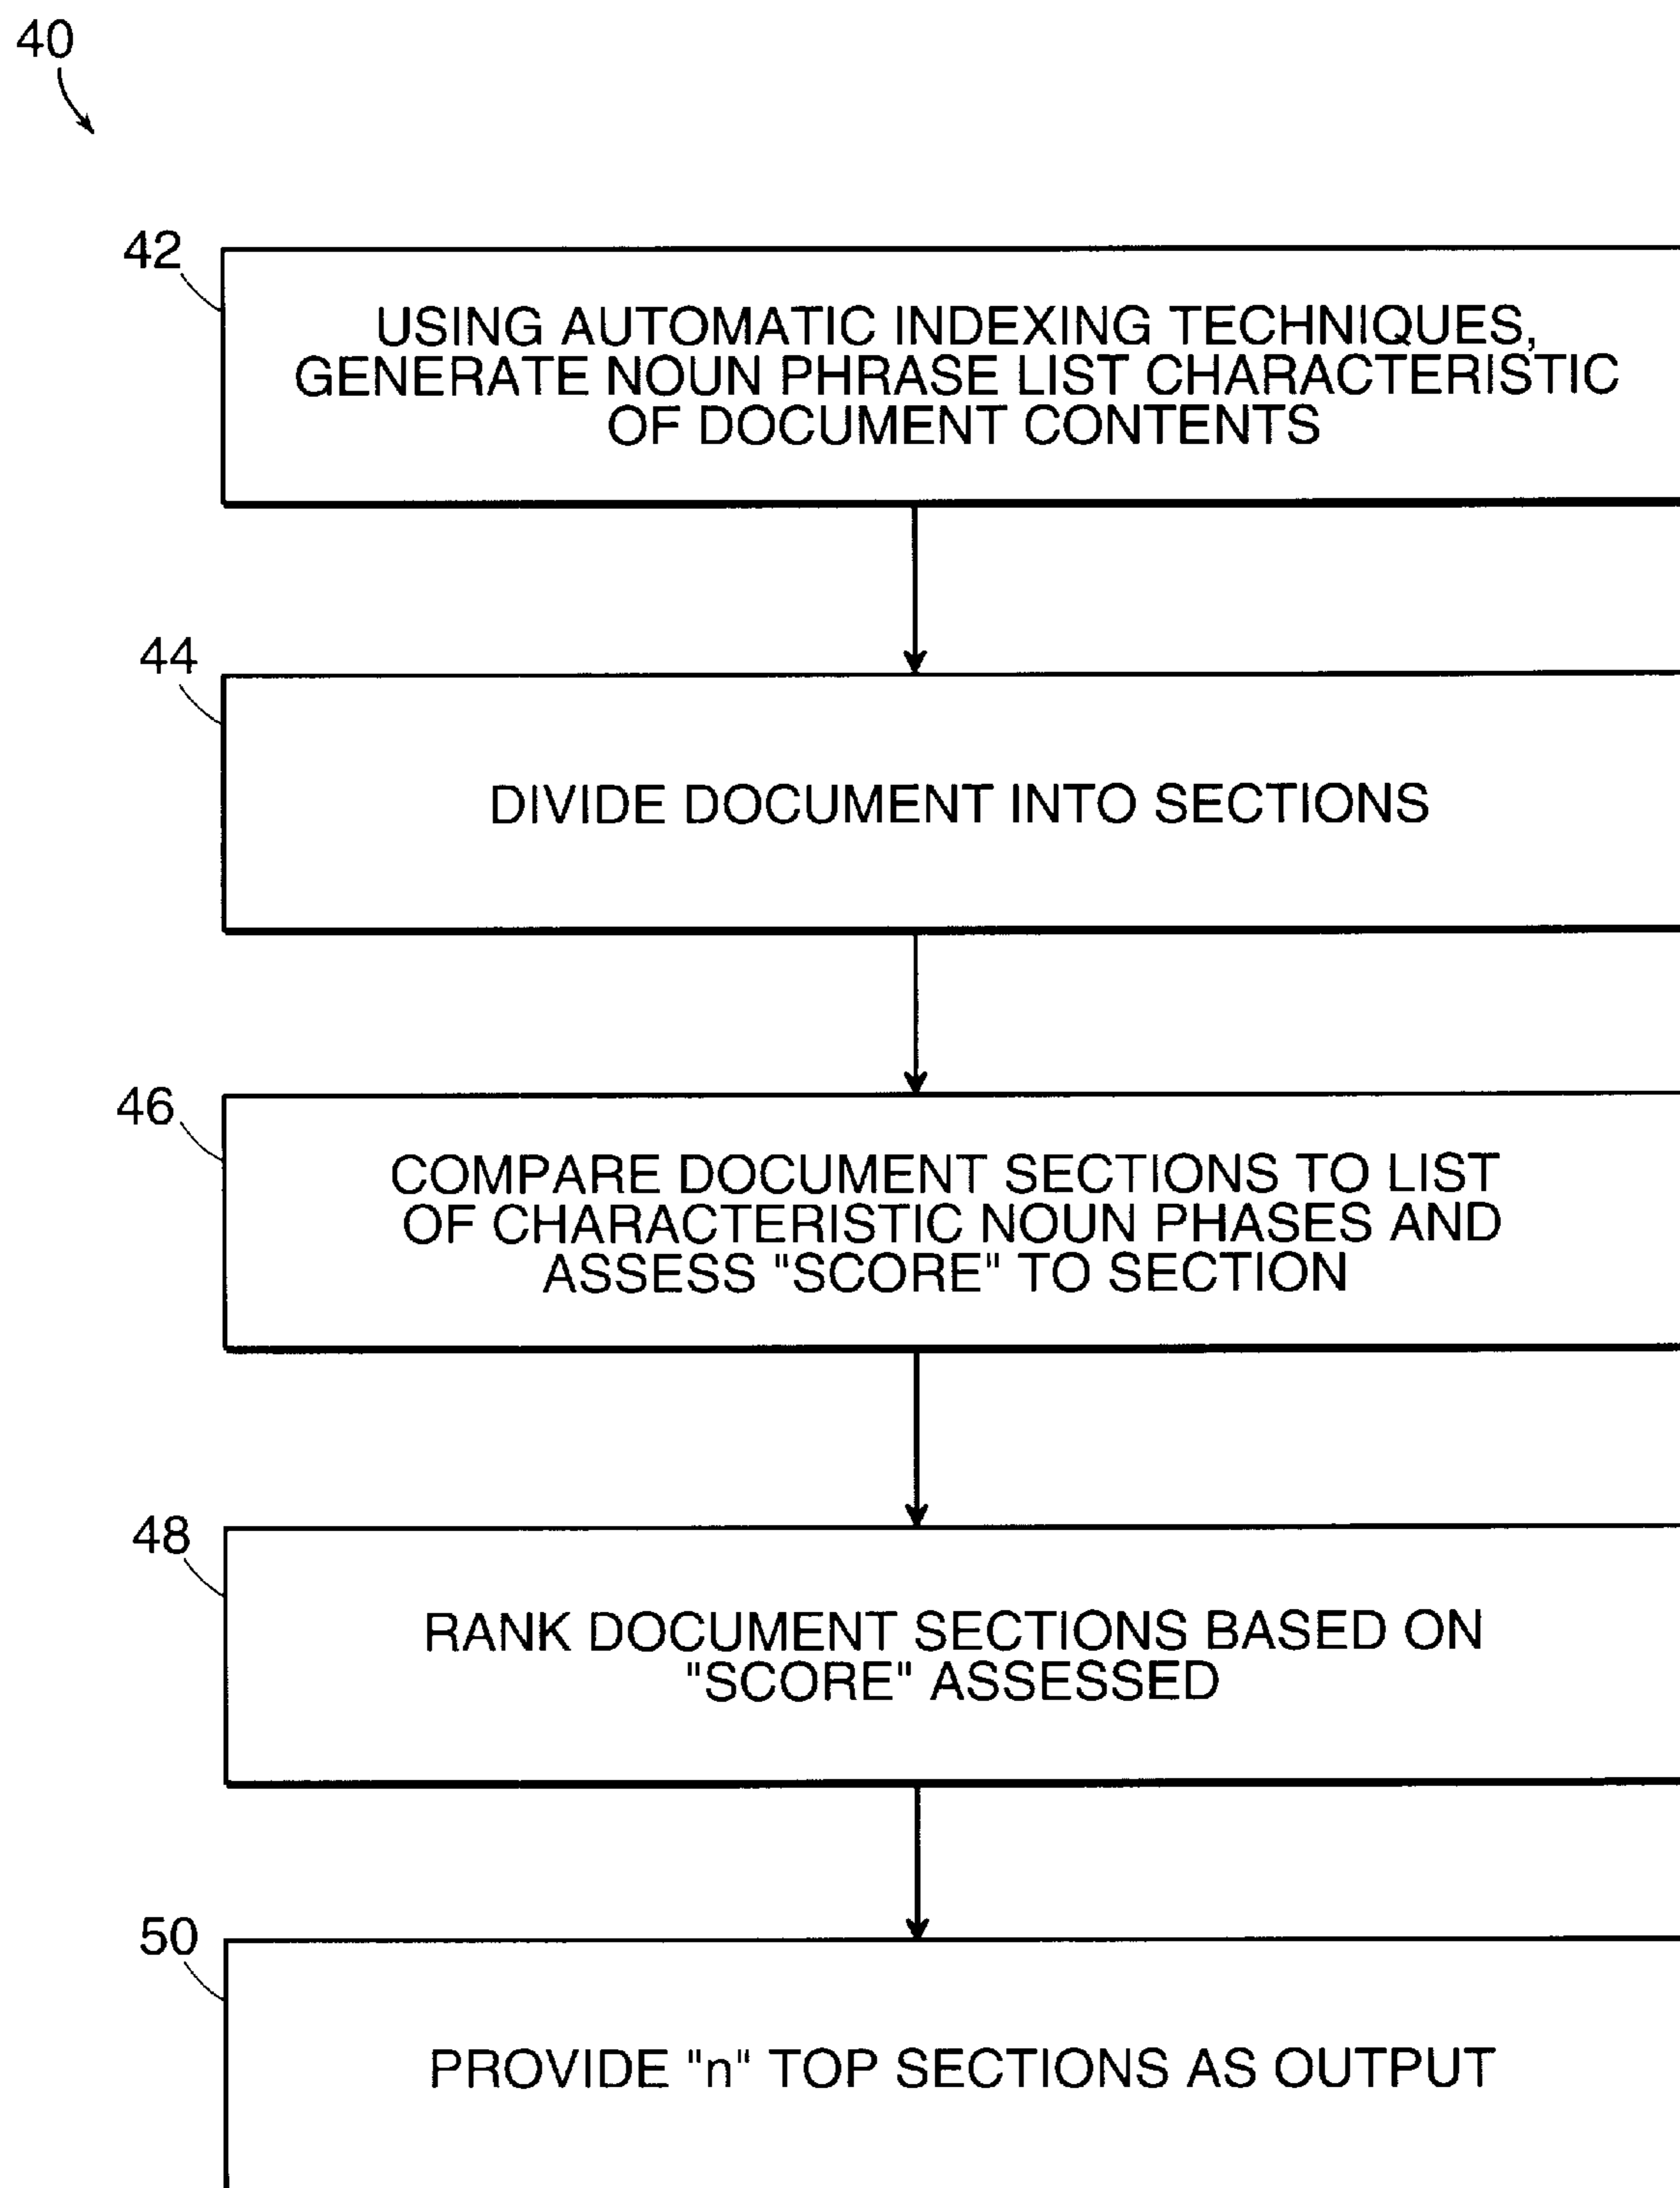 40
42
USING AUTOMATIC INDEXING TECHNIQUES,
GENERATE NOUN PHRASE LIST CHARACTERISTIC
OF DOCUMENT CONTENTS
44
DIVIDE DOCUMENT INTO SECTIONS
46
COMPARE DOCUMENT SECTIONS TO LIST
OF CHARACTERISTIC NOUN PHASES AND
ASSESS "SCORE" TO SECTION
48
RANK DOCUMENT SECTIONS BASED ON
"SCORE" ASSESSED
50
PROVIDE "n" TOP SECTIONS AS OUTPUT